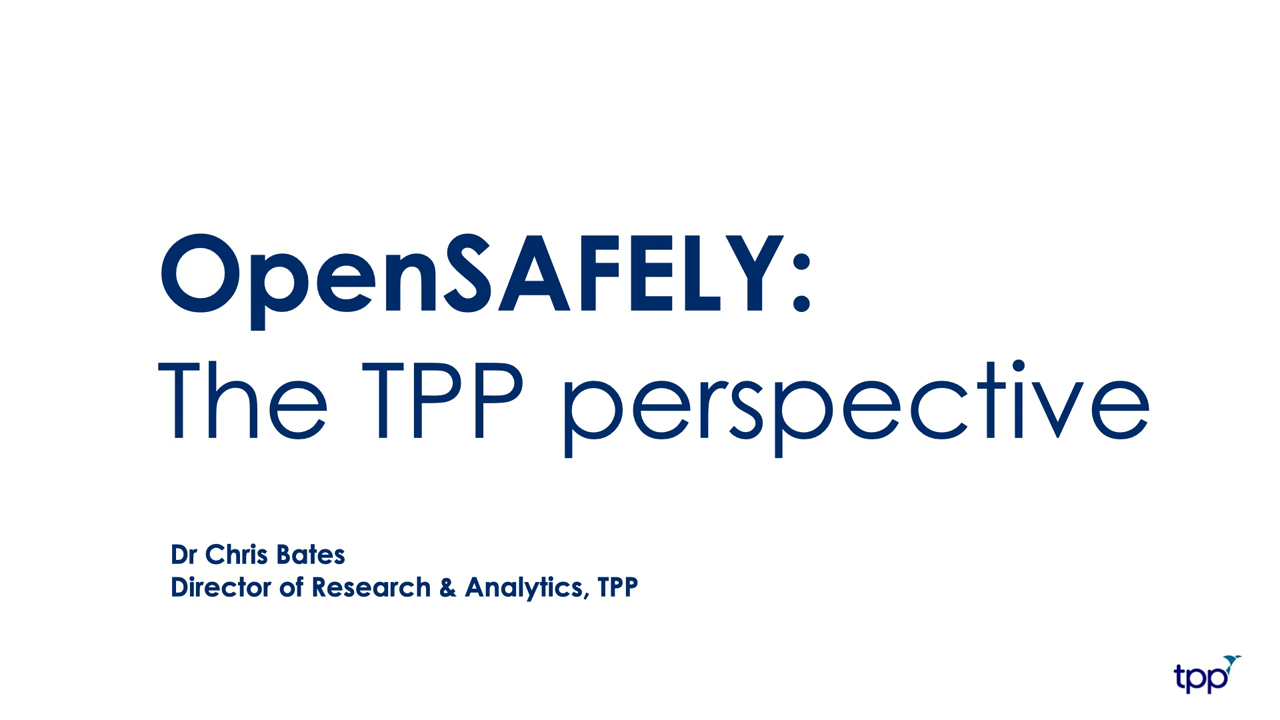 OpenSAFELY:
The TPP perspective
Dr Chris Bates
Director of Research & Analytics, TPP
tpp